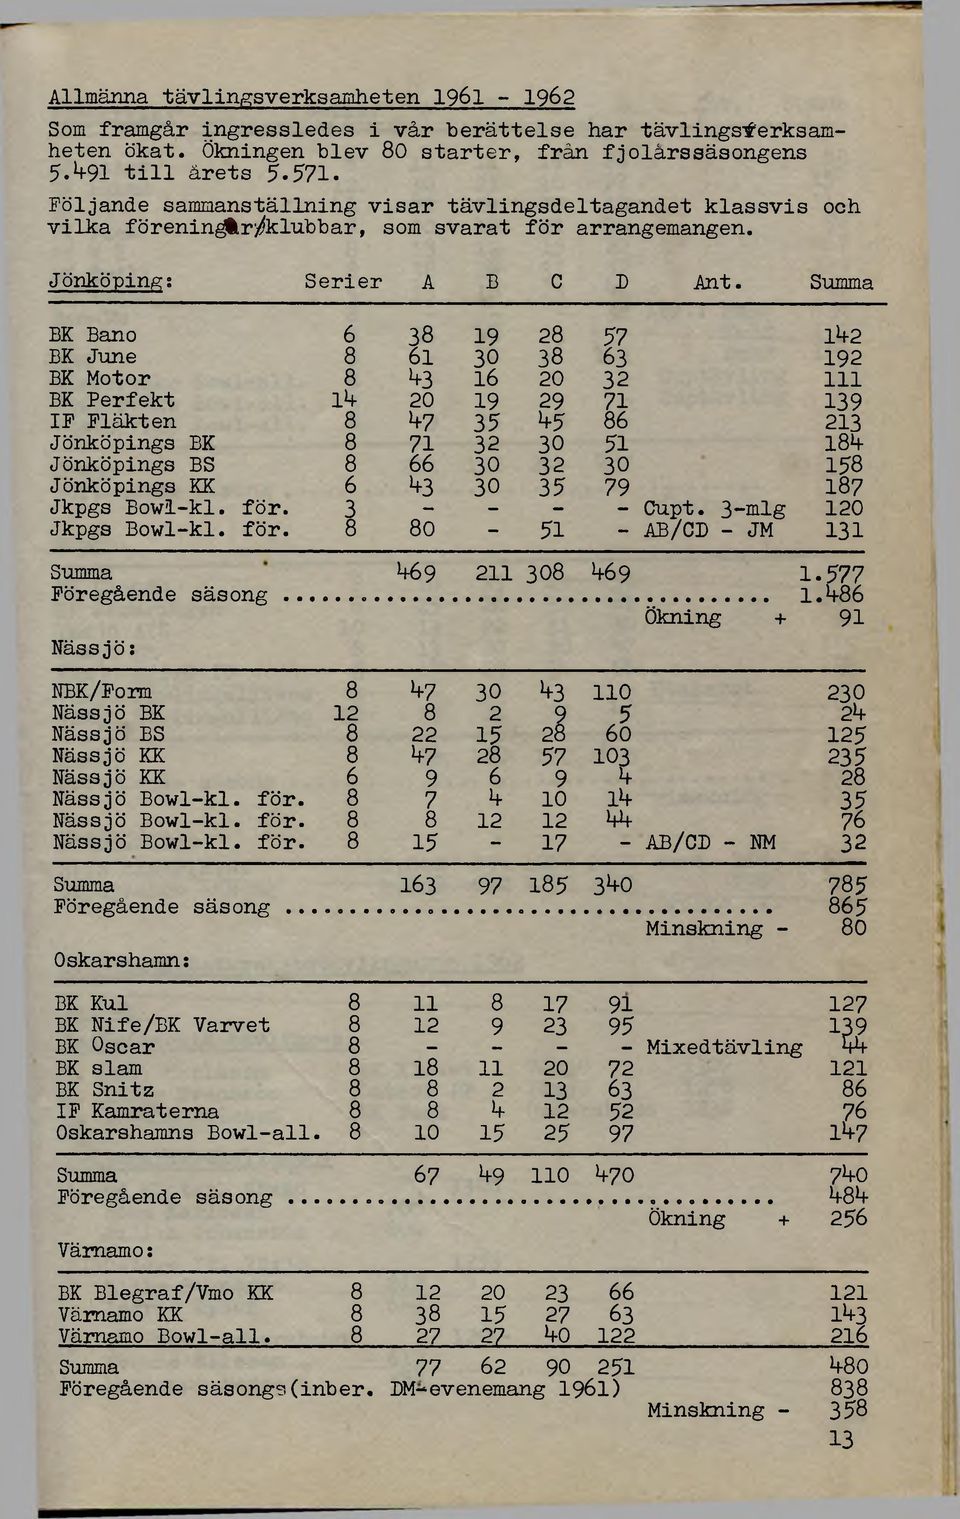 Allmänna tävlingsverksamheten 1961 - 1962
Som framgår ingressledes i vår berättelse har tävlingsverksam-
heten ökat. Ökningen blev 80 starter, från fjolårssäsongens
5.491 till årets 5.571.
Följande sammanställning visar tävlingsdeltagandet klassvis och
vilka föreningar/klubbar, som svarat för arrangemangen.
Jönköping: Serier A B C D Ant. Summa
BK Bano 6 38 19 28 57 142
BK June 8 61 30 38 63 192
BK Motor 8 43 16 20 32 111
BK Perfekt 14 20 19 29 71 139
IF Fläkten 8 47 35 45 86 213
Jönköpings BK 8 71 32 30 51 184
Jönköpings BS 8 66 30 32 30 158
Jönköpings KK 6 43 30 35 79 187
Jkpgs Bowl-kl. för. 3 - - - - Cupt. 3-mlg 120
Jkpgs Bowl-kl. för. 8 80 - 51 - AB/CD - JM 131
Summa 469 211 308 469 1.577
Föregående säsong ........................................ 1.486
Ökning + 91
Nässjö:
NBK/Form 8 47 30 43 110 230
Nässjö BK 12 8 2 9 5 24
Nässjö BS 8 22 15 28 60 125
Nässjö KK 8 47 28 57 103 235
Nässjö KK 6 9 6 9 4 28
Nässjö Bowl-kl. för. 8 7 4 10 14 35
Nässjö Bowl-kl. för. 8 8 12 12 44 76
Nässjö Bowl-kl. för. 8 15 - 17 - AB/CD - NM 32
Summa 163 97 185 340 785
Föregående säsong ........................................ 865
Minskning - 80
Oskarshamn:
BK Kul 8 11 8 17 91 127
BK Nife/BK Varvet 8 12 9 23 95 139
BK Oscar 8 - - - - Mixedtävling 44
BK slam 8 18 11 20 72 121
BK Snitz 8 8 2 13 63 86
IF Kamraterna 8 8 4 12 52 76
Oskarshamns Bowl-all. 8 10 15 25 97 147
Summa 67 49 110 470 740
Föregående säsong ........................................ 484
Ökning + 256
Värnamo:
BK Blegraf/Vmo KK 8 12 20 23 66 121
Värnamo KK 8 38 15 27 63 143
Värnamo Bowl-all. 8 27 27 40 122 216
Summa 77 62 90 251 480
Föregående säsongs(inber. DM-evenemang 1961) 838
Minskning - 358
13